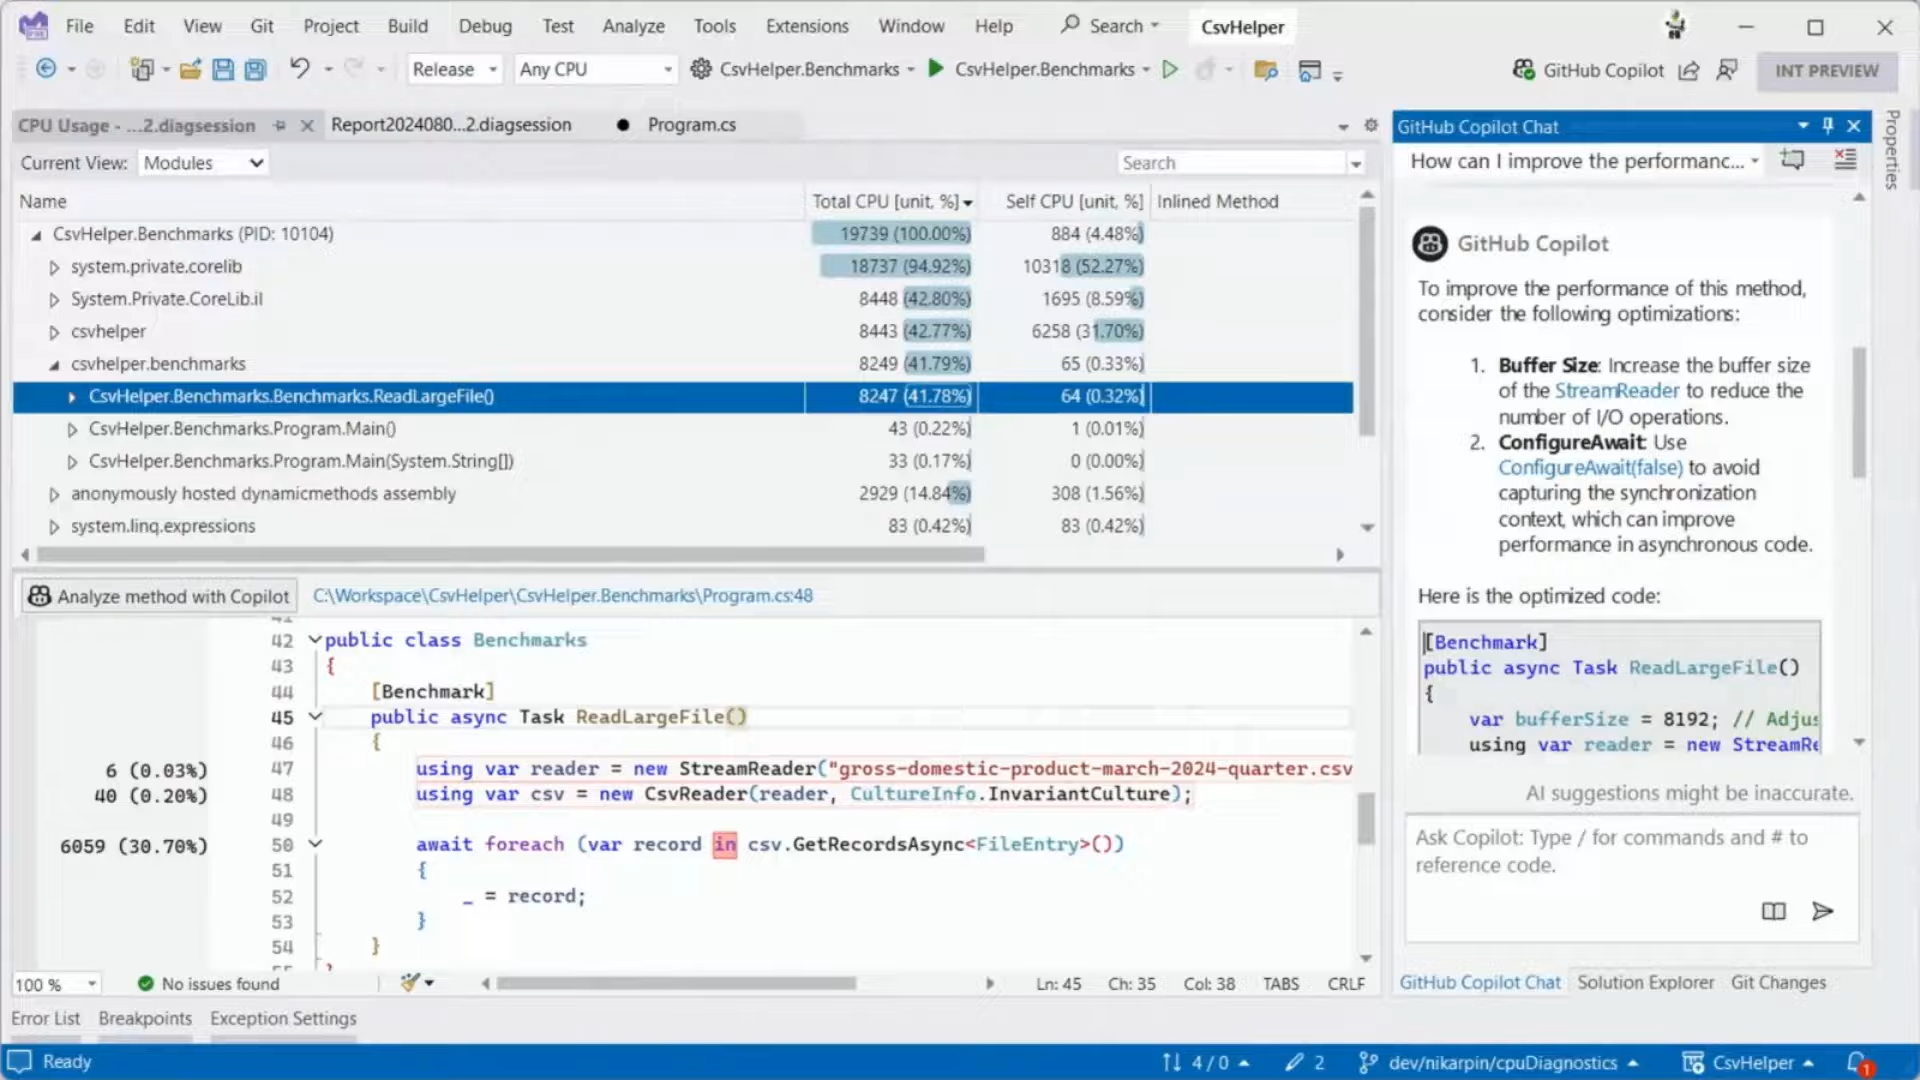 File Edit View Git Project Build Debug Test Analyze Tools Extensions Window Help Search CsvHelper
Release Any CPU CsvHelper.Benchmarks CsvHelper.Benchmarks GitHub Copilot INT PREVIEW
CPU Usage - ...2.diagsession Report2024080...2.diagsession Program.cs
Current View: Modules Search
Name Total CPU [unit, %] Self CPU [unit, %] Inlined Method
CsvHelper.Benchmarks (PID: 10104) 19739 (100.00%) 884 (4.48%)
system.private.corelib 18737 (94.92%) 10318 (52.27%)
System.Private.CoreLib.il 8448 (42.80%) 1695 (8.59%)
csvhelper 8443 (42.77%) 6258 (31.70%)
csvhelper.benchmarks 8249 (41.79%) 65 (0.33%)
CsvHelper.Benchmarks.Benchmarks.ReadLargeFile() 8247 (41.78%) 64 (0.32%)
CsvHelper.Benchmarks.Program.Main() 43 (0.22%) 1 (0.01%)
CsvHelper.Benchmarks.Program.Main(System.String[]) 33 (0.17%) 0 (0.00%)
anonymously hosted dynamicmethods assembly 2929 (14.84%) 308 (1.56%)
system.linq.expressions 83 (0.42%) 83 (0.42%)
Analyze method with Copilot C:\Workspace\CsvHelper\CsvHelper.Benchmarks\Program.cs:48
42 public class Benchmarks
43 {
44 [Benchmark]
45 public async Task ReadLargeFile()
46 {
6 (0.03%) 47 using var reader = new StreamReader("gross-domestic-product-march-2024-quarter.csv
40 (0.20%) 48 using var csv = new CsvReader(reader, CultureInfo.InvariantCulture);
49
6059 (30.70%) 50 await foreach (var record in csv.GetRecordsAsync<FileEntry>())
51 {
52 _ = record;
53 }
54 }
100 % No issues found Ln: 45 Ch: 35 Col: 38 TABS CRLF
Error List Breakpoints Exception Settings
GitHub Copilot Chat
How can I improve the performanc...
GitHub Copilot
To improve the performance of this method,
consider the following optimizations:
1. Buffer Size: Increase the buffer size
of the StreamReader to reduce the
number of I/O operations.
2. ConfigureAwait: Use
ConfigureAwait(false) to avoid
capturing the synchronization
context, which can improve
performance in asynchronous code.
Here is the optimized code:
[Benchmark]
public async Task ReadLargeFile()
{
var bufferSize = 8192; // Adjus
using var reader = new StreamRe
AI suggestions might be inaccurate.
Ask Copilot: Type / for commands and # to
reference code.
GitHub Copilot Chat Solution Explorer Git Changes
Properties
Ready 4 / 0 2 dev/nikarpin/cpuDiagnostics CsvHelper 1